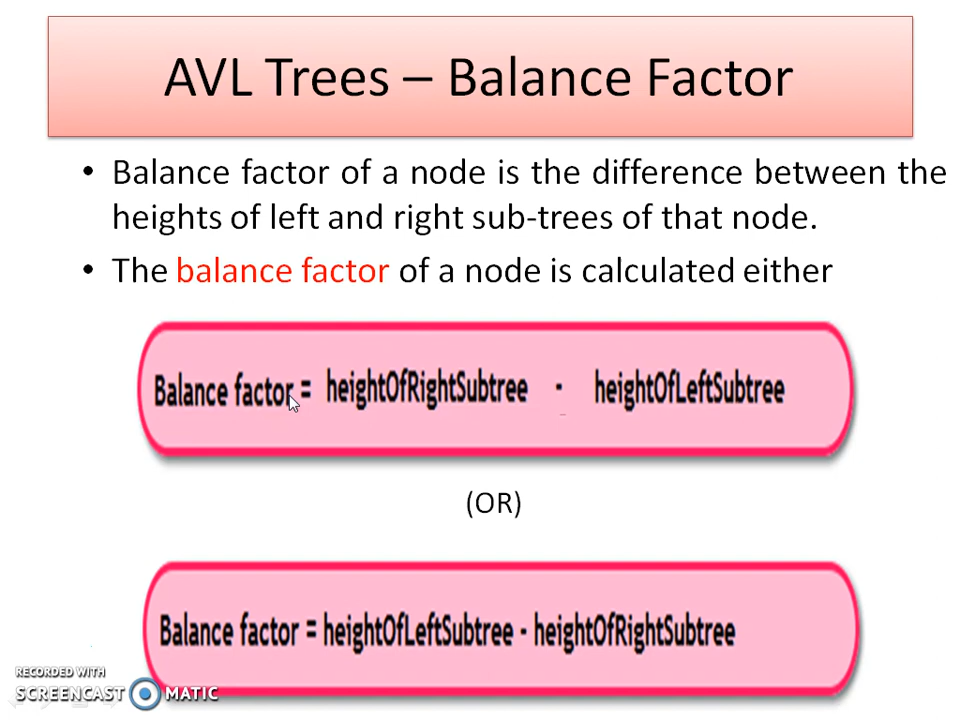 AVL Trees – Balance Factor
• Balance factor of a node is the difference between the
heights of left and right sub-trees of that node.
• The balance factor of a node is calculated either
Balance factor = heightOfRightSubtree - heightOfLeftSubtree
(OR)
Balance factor = heightOfLeftSubtree - heightOfRightSubtree
RECORDED WITH
SCREENCAST MATIC